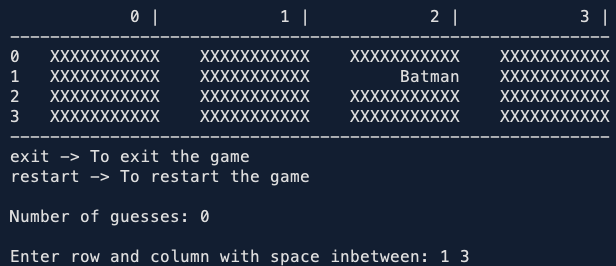 0 | 1 | 2 | 3 |
------------------------------------------------------------
0 XXXXXXXXXXX XXXXXXXXXXX XXXXXXXXXXX XXXXXXXXXXX
1 XXXXXXXXXXX XXXXXXXXXXX Batman XXXXXXXXXXX
2 XXXXXXXXXXX XXXXXXXXXXX XXXXXXXXXXX XXXXXXXXXXX
3 XXXXXXXXXXX XXXXXXXXXXX XXXXXXXXXXX XXXXXXXXXXX
------------------------------------------------------------
exit -> To exit the game
restart -> To restart the game
Number of guesses: 0
Enter row and column with space inbetween: 1 3